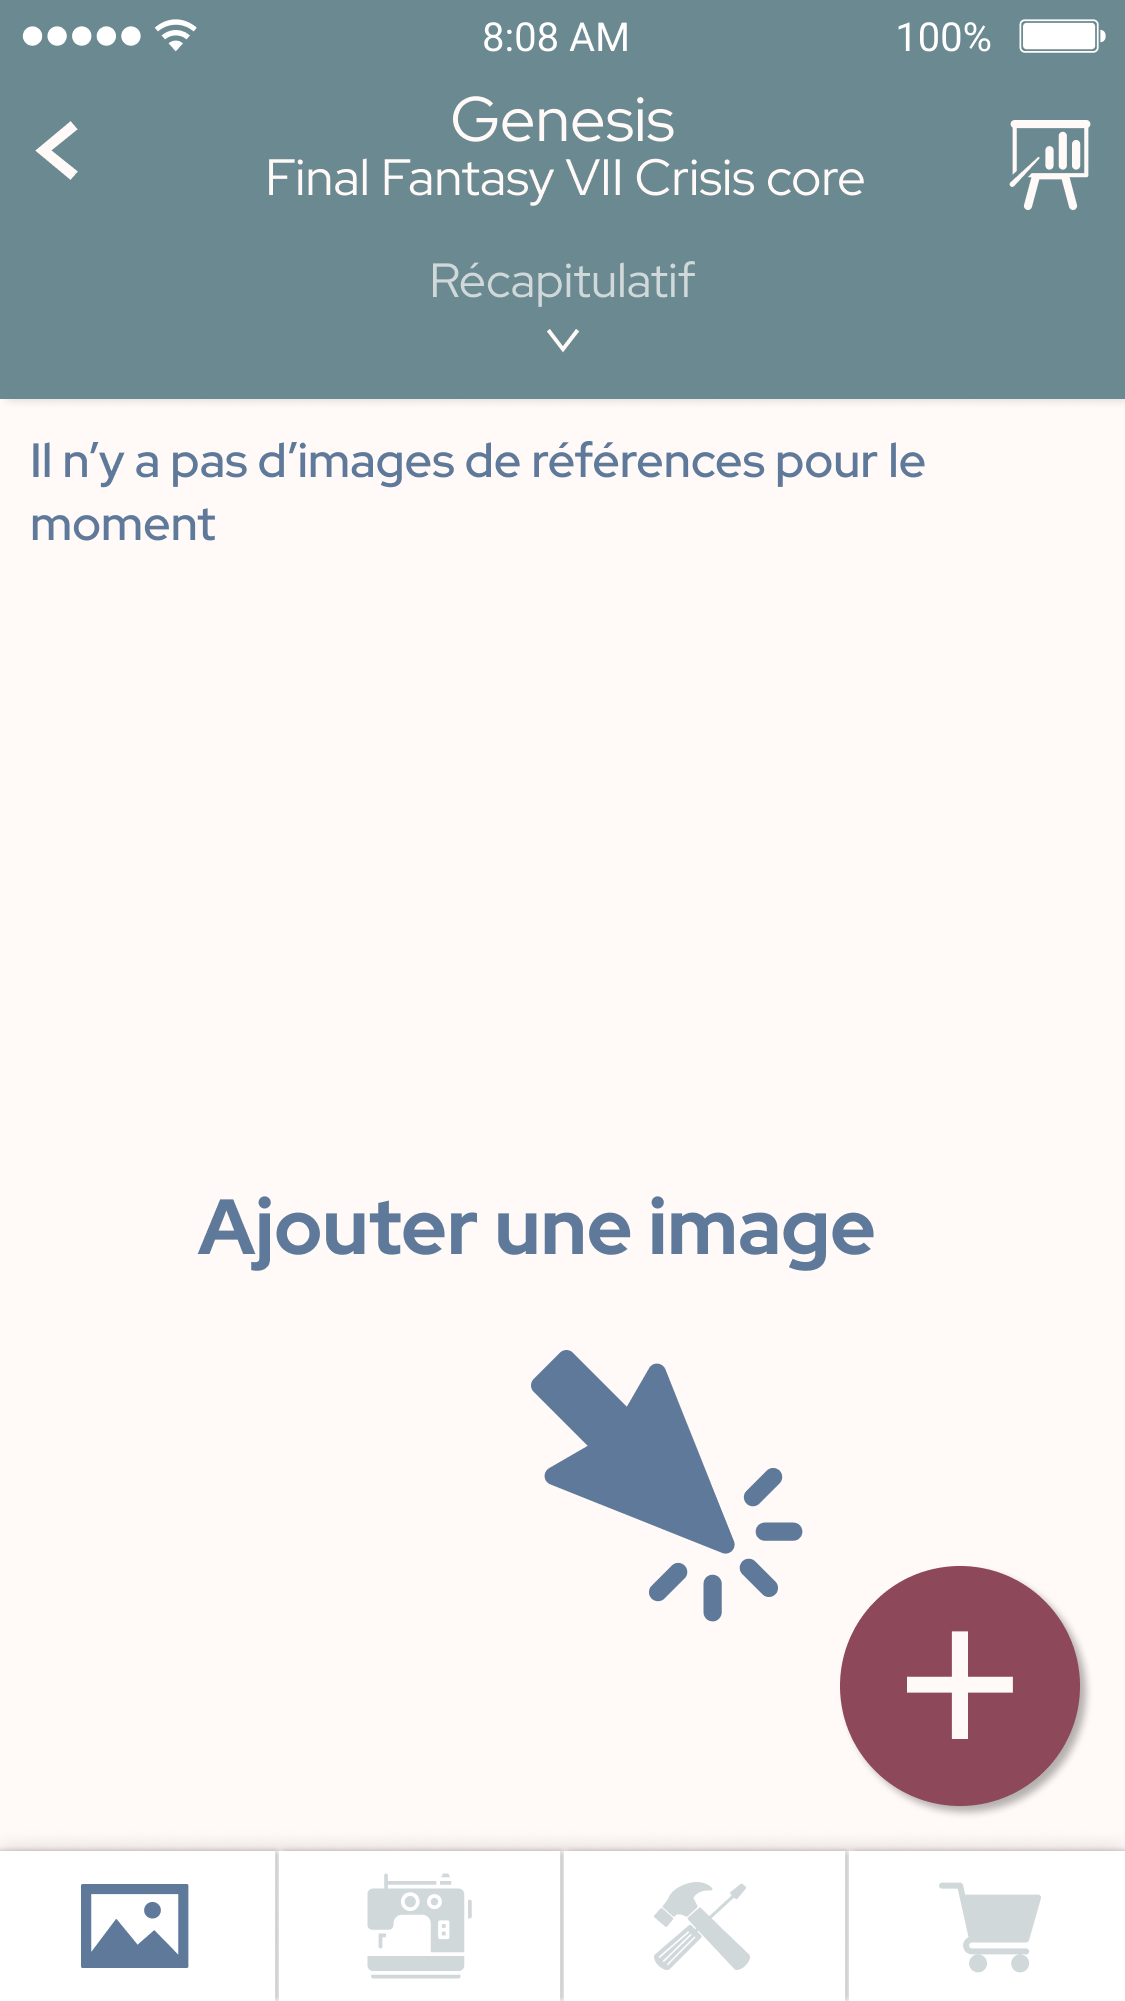 8:08 AM
100%
Genesis
Final Fantasy VII Crisis core
Récapitulatif
Il n’y a pas d’images de références pour le
moment
Ajouter une image